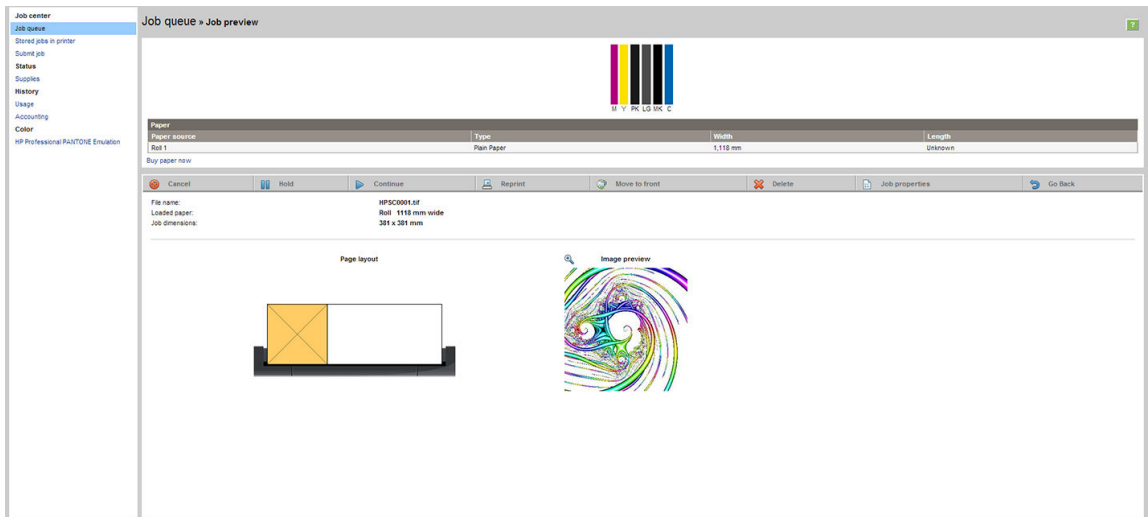 Job center
Job queue
Stored jobs in printer
Submit job
Status
Supplies
History
Usage
Accounting
Color
HP Professional PANTONE Emulation
Job queue » Job preview
?
M Y PK LG MK C
Paper
Paper source Type Width Length
Roll 1 Plain Paper 1,118 mm Unknown
Buy paper now
Cancel Hold Continue Reprint Move to front Delete Job properties Go Back
File name: HPSC0001.tif
Loaded paper: Roll 1118 mm wide
Job dimensions: 381 x 381 mm
Page layout Image preview